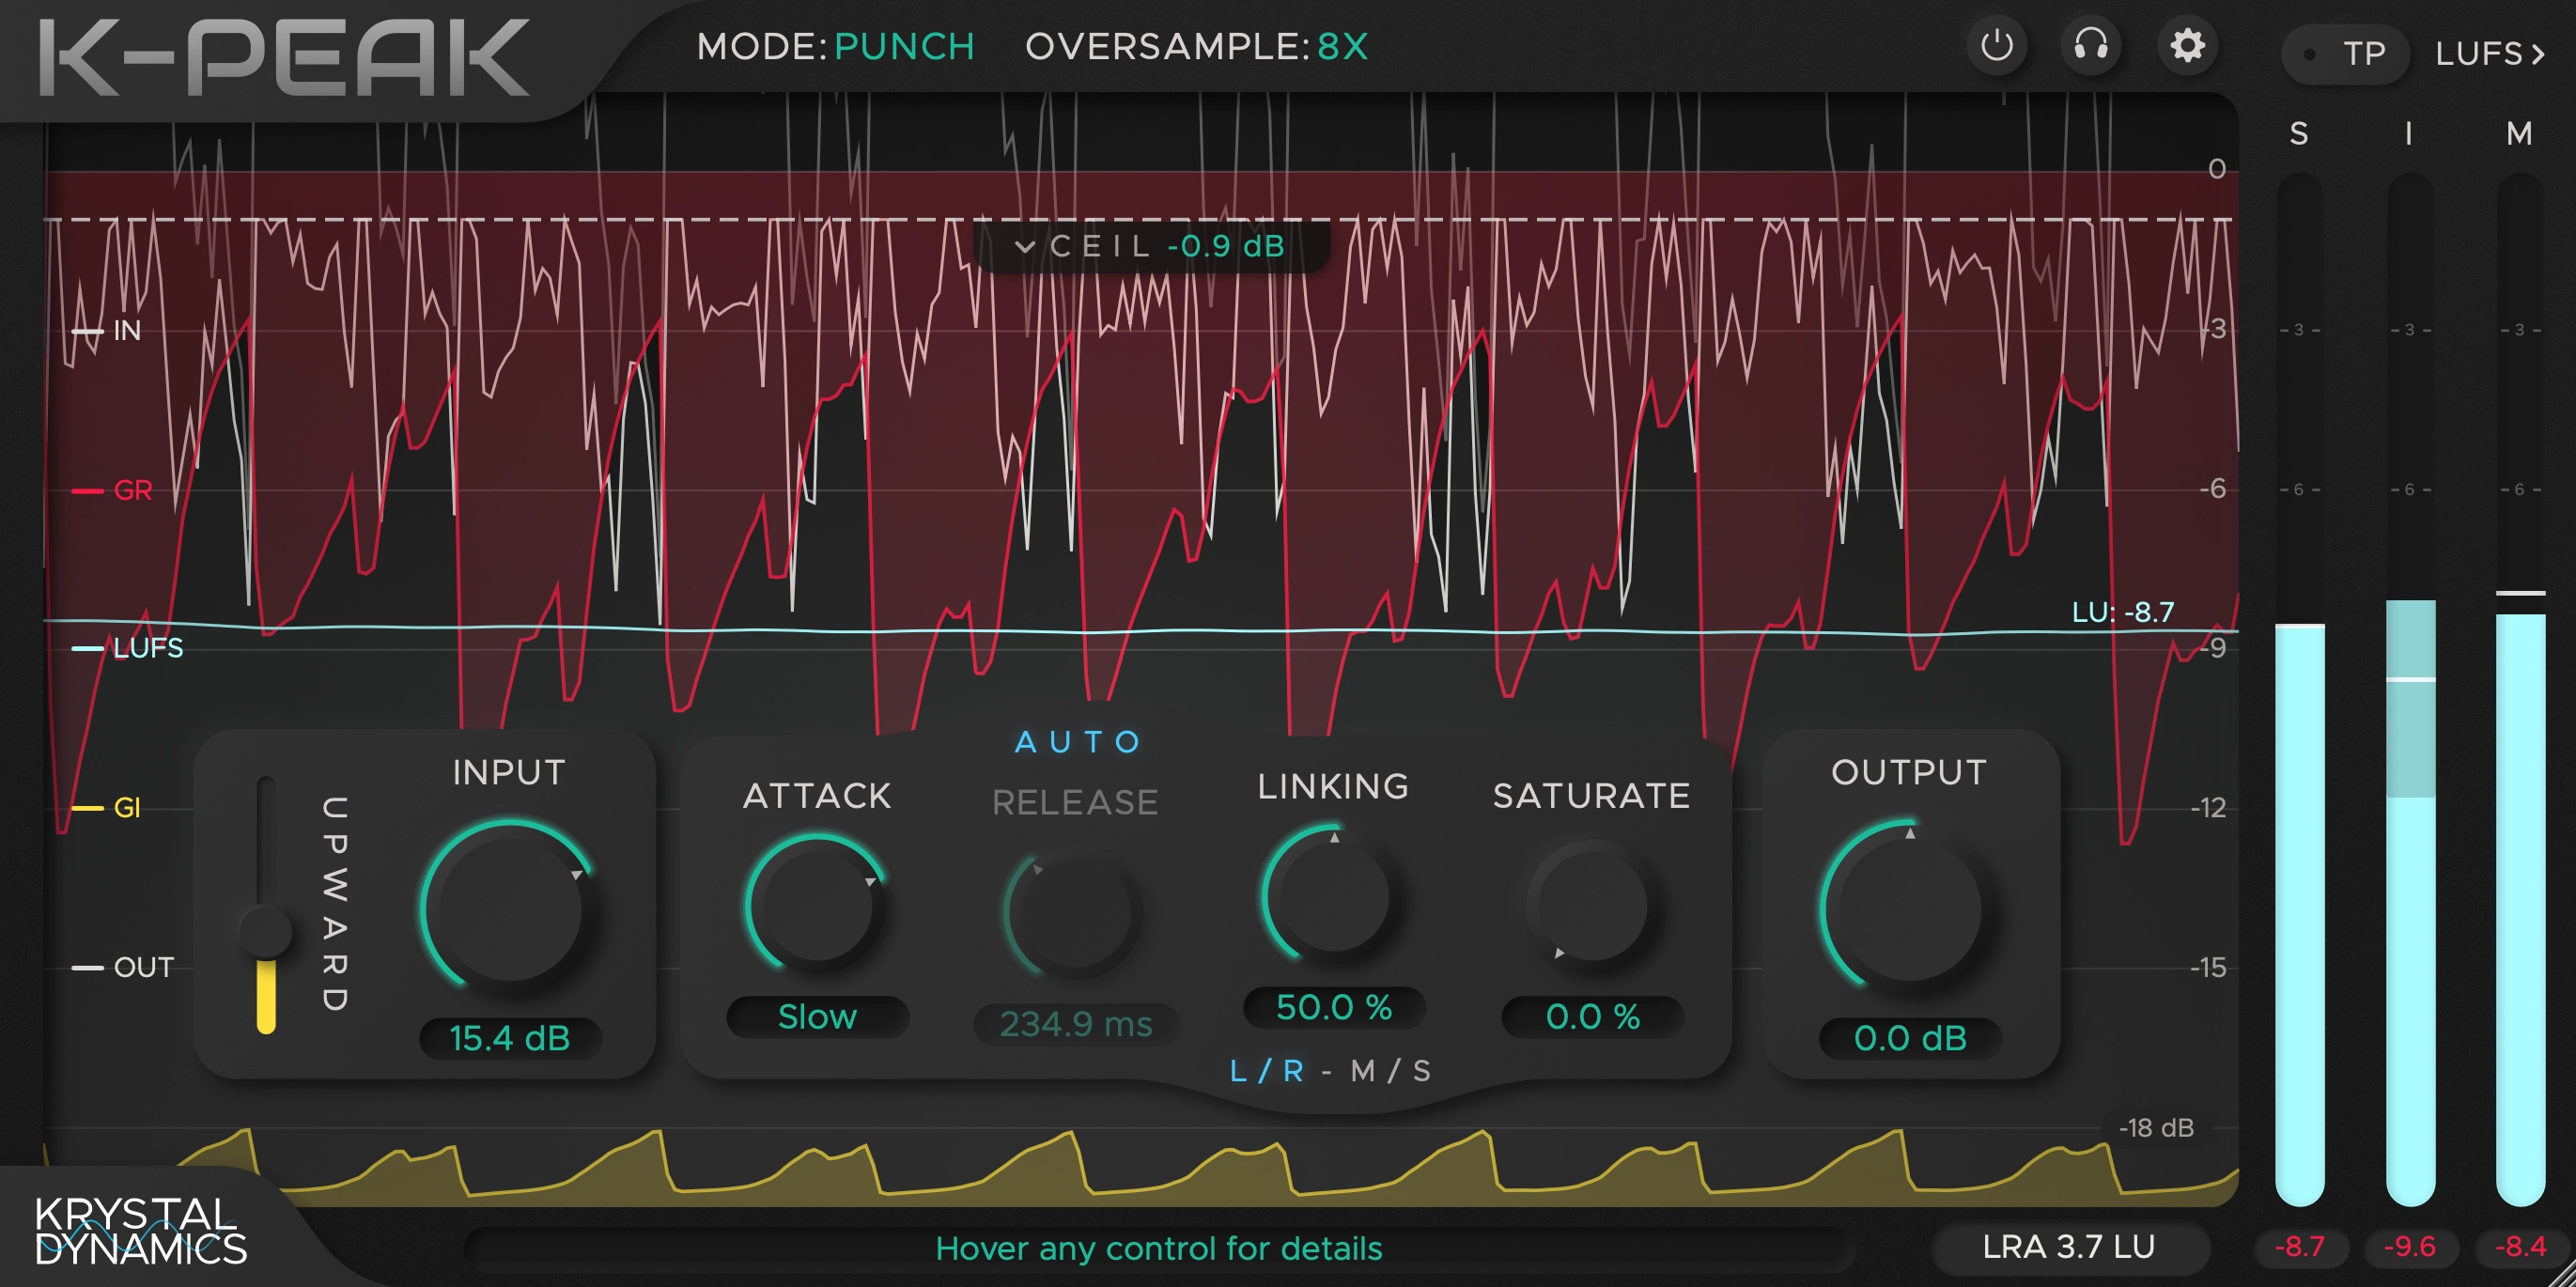 K-PEAK
MODE: PUNCH OVERSAMPLE: 8X
TP LUFS
S I M
0
CEIL -0.9 dB
IN
-3
- 3 - - 3 - - 3 -
GR
-6
- 6 - - 6 - - 6 -
LU: -8.7
LUFS
-9
GI
-12
OUT
-15
UPWARD
INPUT
15.4 dB
ATTACK
Slow
AUTO
RELEASE
234.9 ms
LINKING
50.0 %
L / R - M / S
SATURATE
0.0 %
OUTPUT
0.0 dB
-18 dB
KRYSTAL
DYNAMICS
Hover any control for details
LRA 3.7 LU
-8.7 -9.6 -8.4